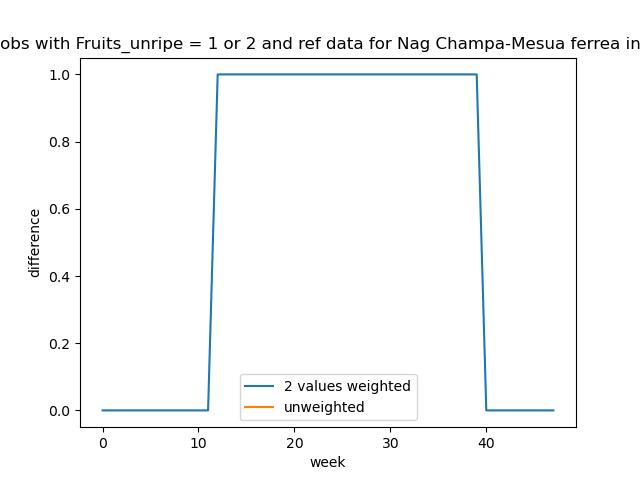 obs with Fruits_unripe = 1 or 2 and ref data for Nag Champa-Mesua ferrea in
1.0
0.8
0.6
0.4
0.2
0.0
difference
2 values weighted
unweighted
0 10 20 30 40
week